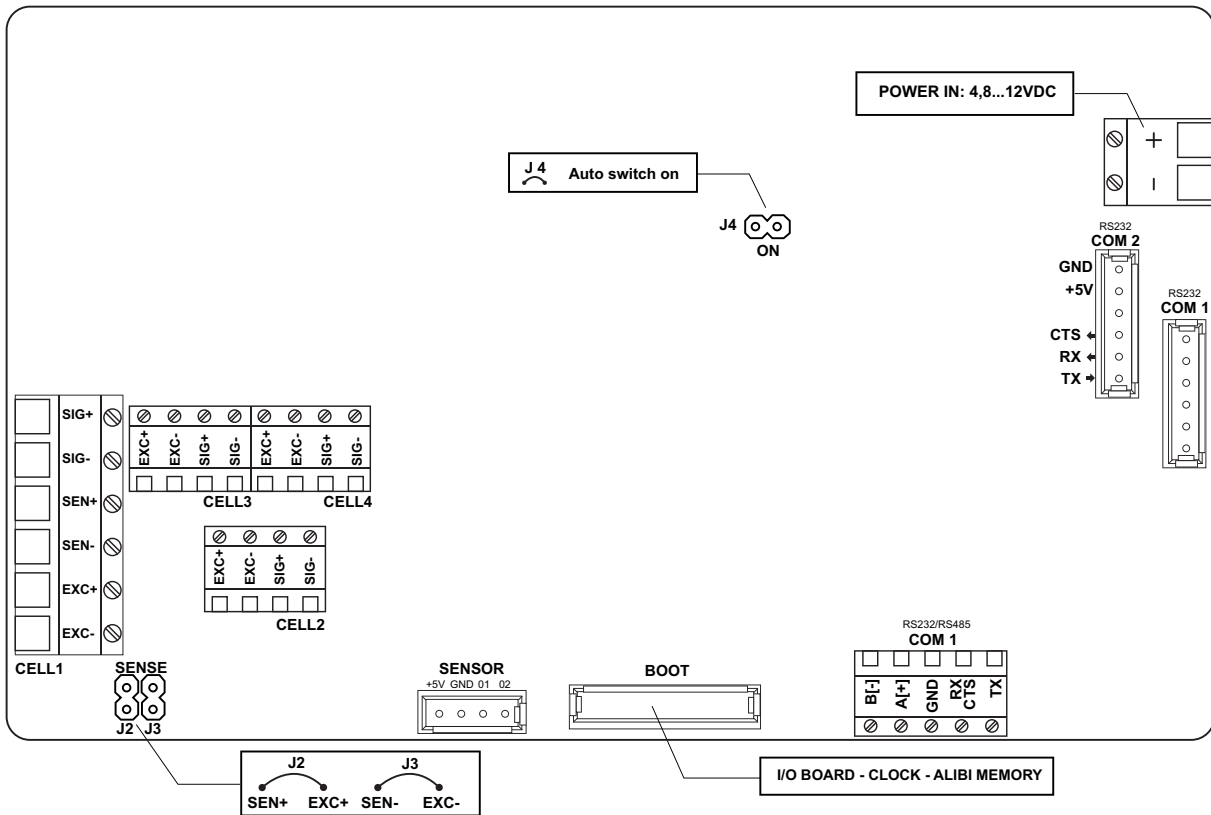 POWER IN: 4,8...12VDC
+
-
J 4 Auto switch on
J4
ON
RS232
COM 2
GND
+5V
CTS
RX
TX
RS232
COM 1
SIG+
SIG-
SEN+
SEN-
EXC+
EXC-
CELL1
EXC+ EXC- SIG+ SIG- EXC+ EXC- SIG+ SIG-
CELL3 CELL4
EXC+ EXC- SIG+ SIG-
CELL2
SENSE
J2 J3
SENSOR
+5V GND 01 02
BOOT
RS232/RS485
COM 1
B[-] A[+] GND RX CTS TX
J2 J3
SEN+ EXC+ SEN- EXC-
I/O BOARD - CLOCK - ALIBI MEMORY